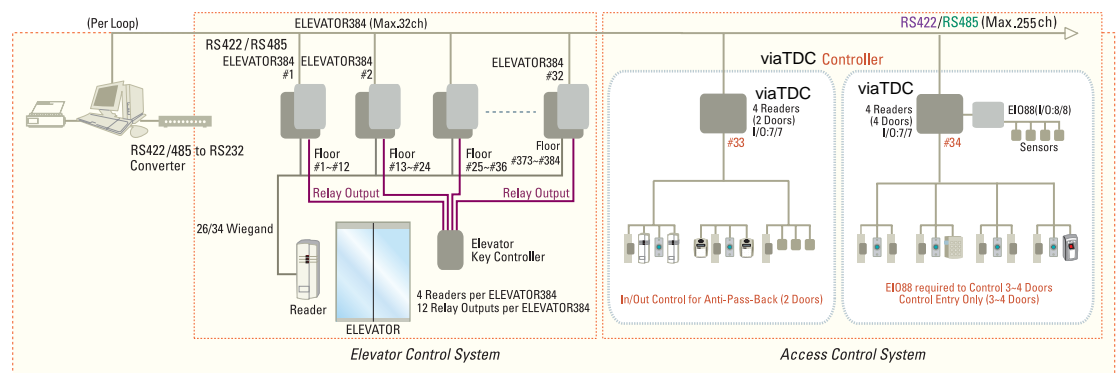 (Per Loop)
ELEVATOR384 (Max.32ch)
RS422/RS485 (Max.255ch)
RS422/RS485
ELEVATOR384
#1
ELEVATOR384
#2
ELEVATOR384
#32
viaTDC Controller
viaTDC
4 Readers
(2 Doors)
I/O:7/7
#33
viaTDC
4 Readers
(4 Doors)
I/O:7/7
#34
EIO88(I/O:8/8)
Sensors
RS422/485 to RS232
Converter
Floor
#1~#12
Floor
#13~#24
Floor
#25~#36
Floor
#373~#384
Relay Output
Relay Output
26/34 Wiegand
Elevator
Key Controller
Reader
4 Readers per ELEVATOR384
12 Relay Outputs per ELEVATOR384
ELEVATOR
In/Out Control for Anti-Pass-Back (2 Doors)
EIO88 required to Control 3~4 Doors
Control Entry Only (3~4 Doors)
Elevator Control System
Access Control System